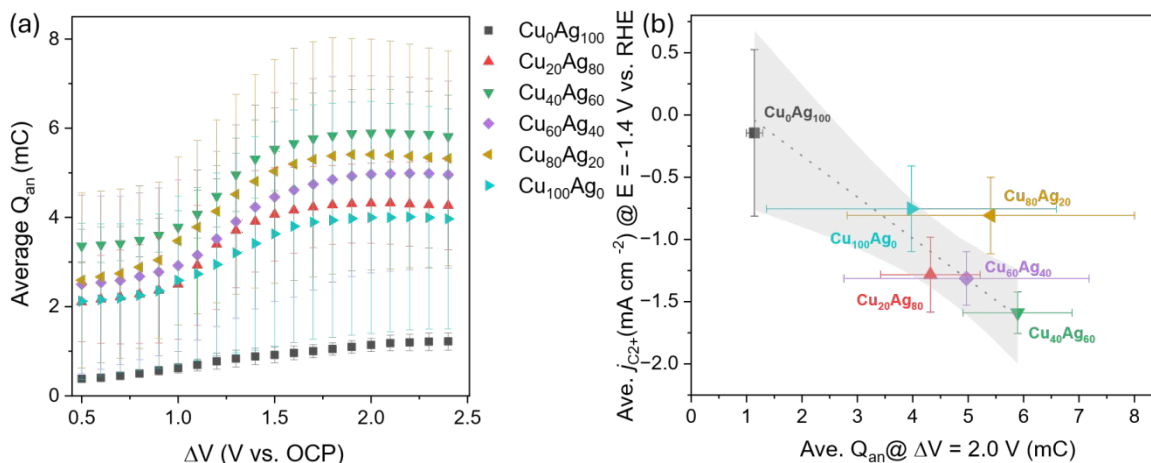 (a)
8
6
4
2
0
Average Qan (mC)
0.5 1.0 1.5 2.0 2.5
ΔV (V vs. OCP)
Cu0Ag100
Cu20Ag80
Cu40Ag60
Cu60Ag40
Cu80Ag20
Cu100Ag0
(b)
0.5
0.0
−0.5
−1.0
−1.5
−2.0
Ave. jC2+(mA cm−2) @ E = -1.4 V vs. RHE
Cu0Ag100
Cu80Ag20
Cu100Ag0
Cu60Ag40
Cu20Ag80
Cu40Ag60
0 1 2 3 4 5 6 7 8
Ave. Qan@ ΔV = 2.0 V (mC)